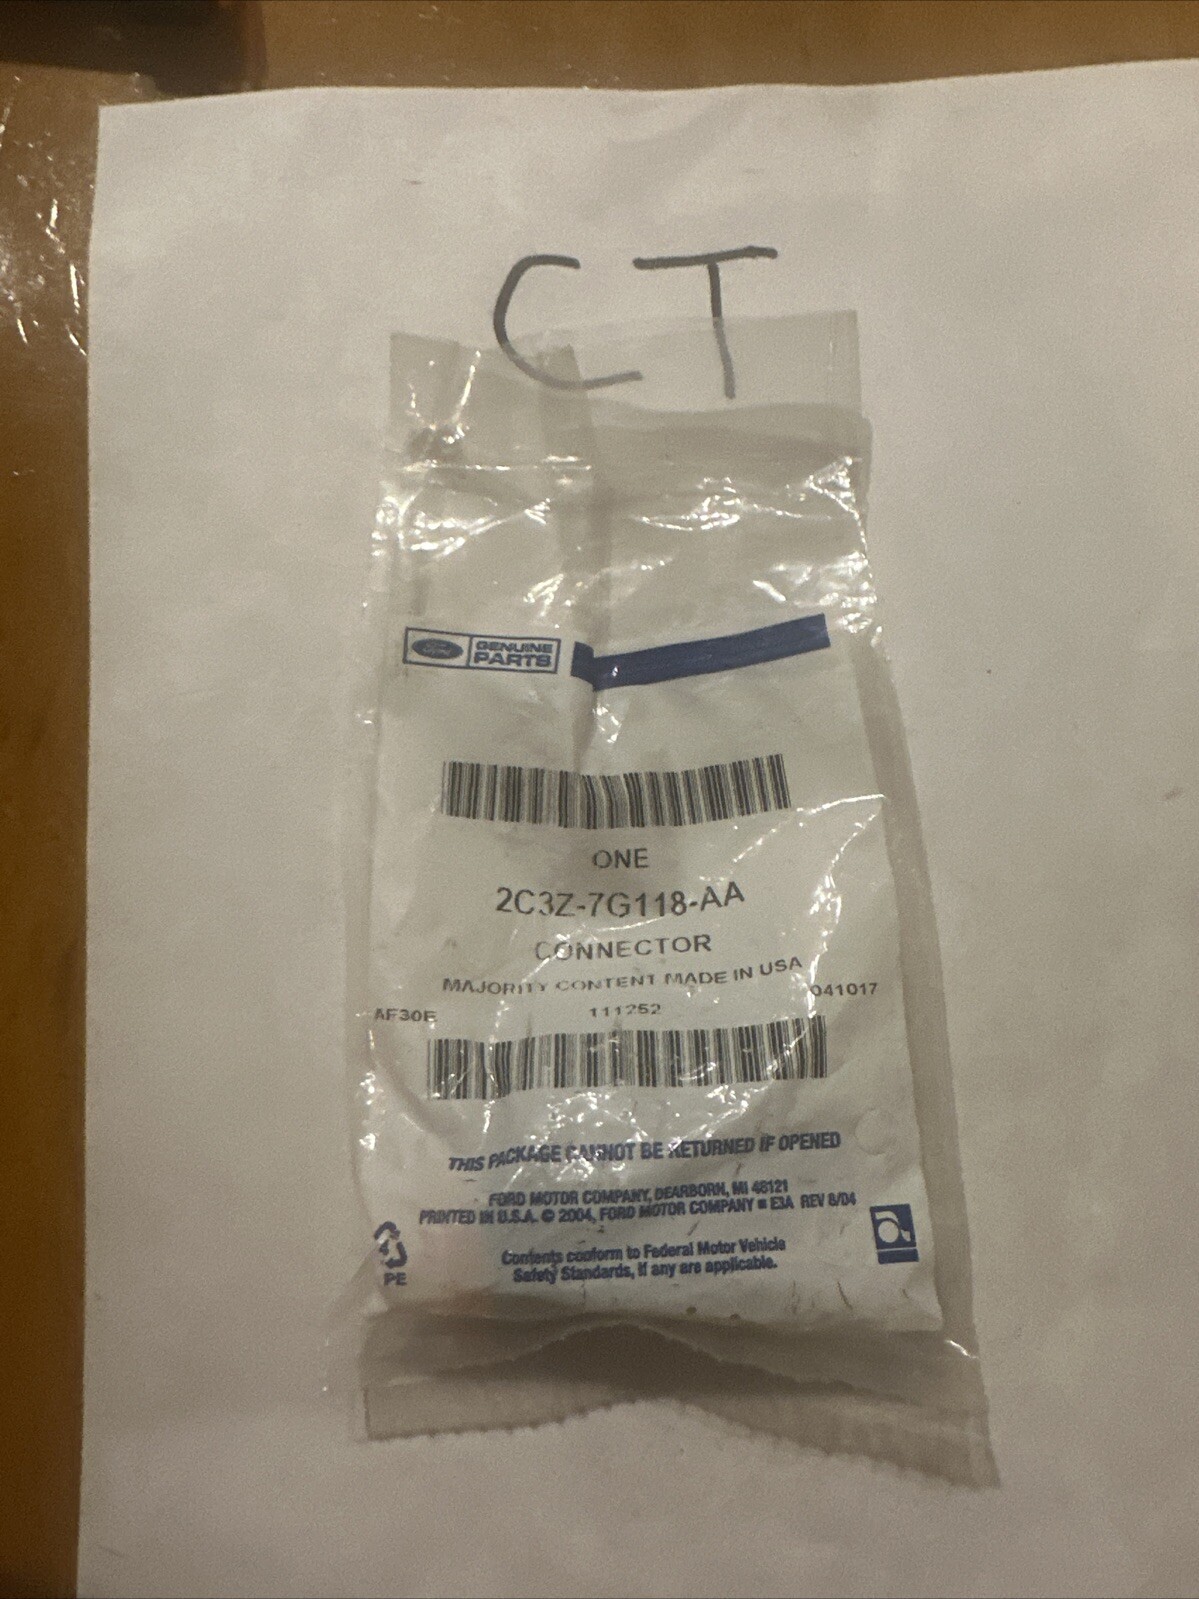 CT
Ford GENUINE
PARTS
ONE
2C3Z-7G118-AA
CONNECTOR
MAJORITY CONTENT MADE IN USA
AF30E 111252 041017
THIS PACKAGE CANNOT BE RETURNED IF OPENED
FORD MOTOR COMPANY, DEARBORN, MI 48121
PRINTED IN U.S.A. © 2004, FORD MOTOR COMPANY ■ E3A REV 8/04
Contents conform to Federal Motor Vehicle
Safety Standards, if any are applicable.
PE